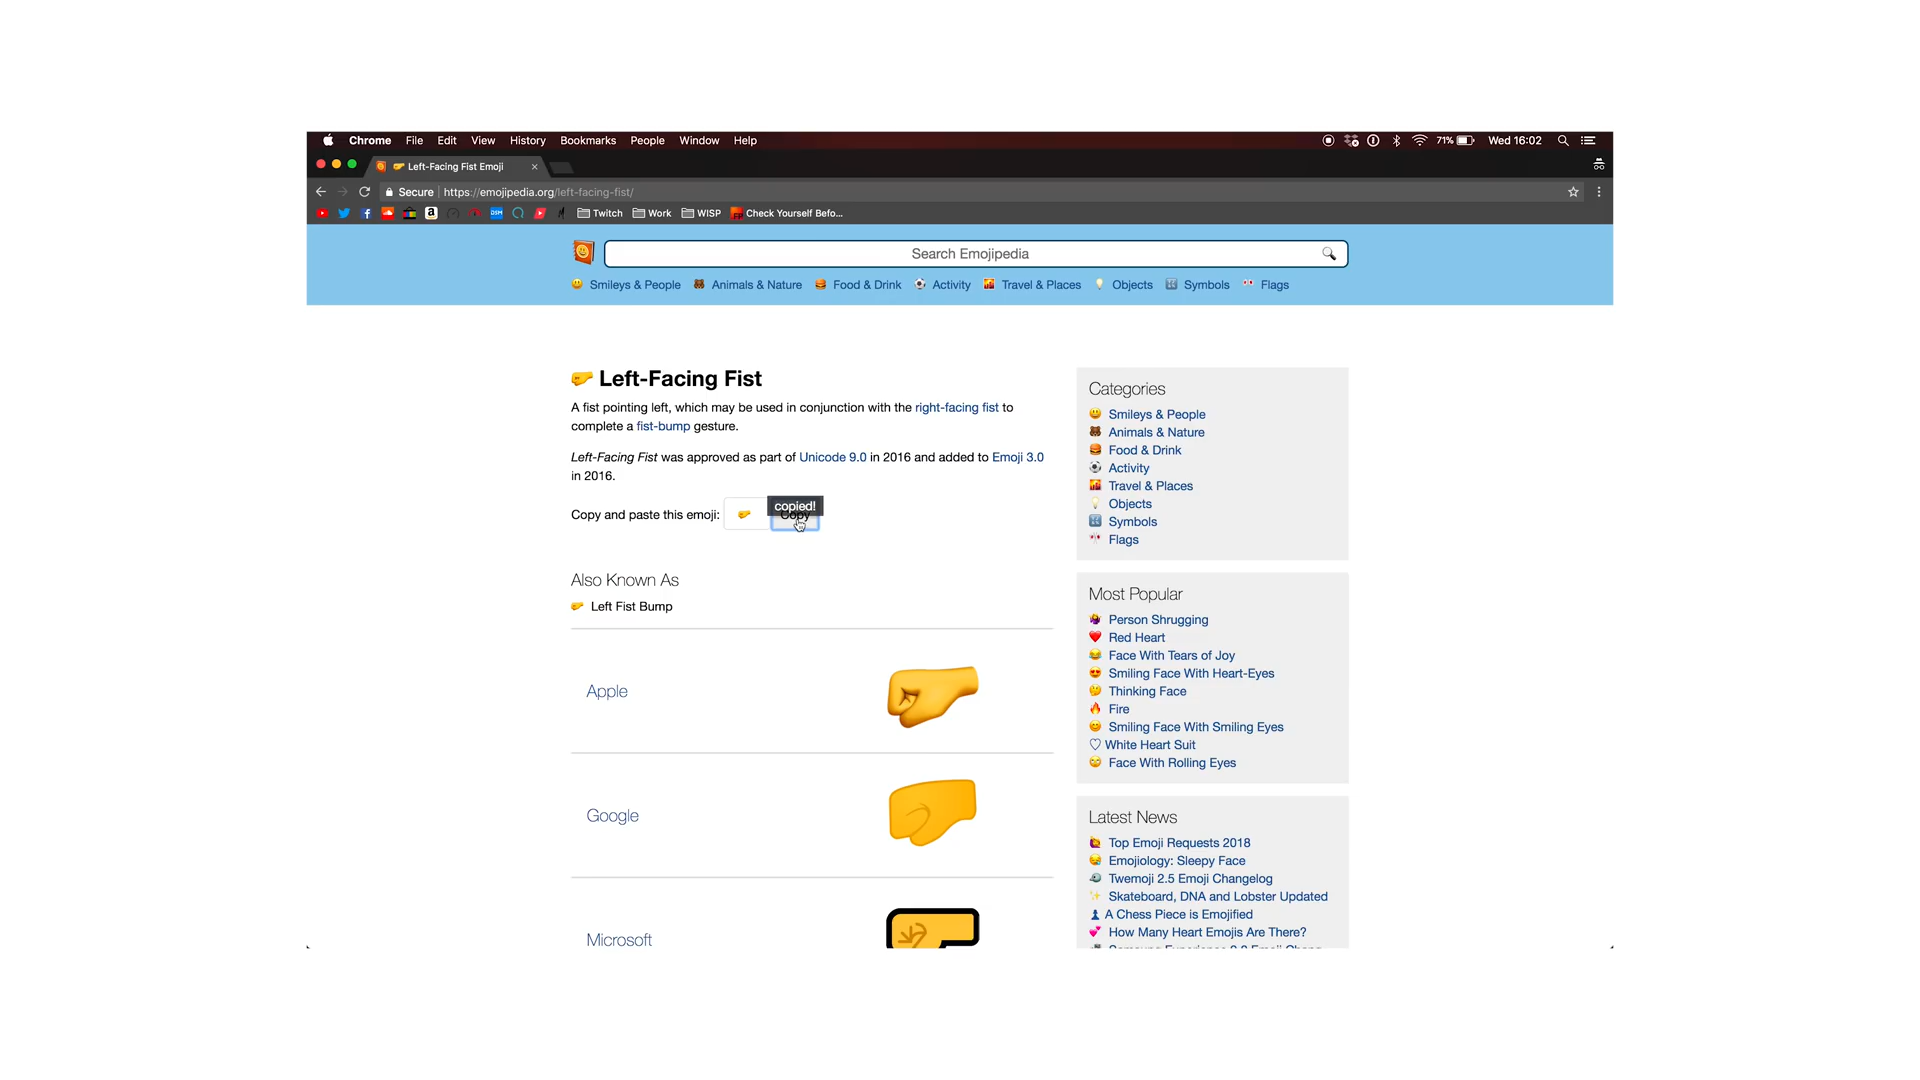 Chrome File Edit View History Bookmarks People Window Help 71% Wed 16:02
Left-Facing Fist Emoji
Secure https://emojipedia.org/left-facing-fist/
Twitch Work WISP Check Yourself Befo...
Search Emojipedia
Smileys & People Animals & Nature Food & Drink Activity Travel & Places Objects Symbols Flags
Left-Facing Fist
A fist pointing left, which may be used in conjunction with the right-facing fist to
complete a fist-bump gesture.
Left-Facing Fist was approved as part of Unicode 9.0 in 2016 and added to Emoji 3.0
in 2016.
copied!
Copy and paste this emoji: Copy
Also Known As
Left Fist Bump
Apple
Google
Microsoft
Categories
Smileys & People
Animals & Nature
Food & Drink
Activity
Travel & Places
Objects
Symbols
Flags
Most Popular
Person Shrugging
Red Heart
Face With Tears of Joy
Smiling Face With Heart-Eyes
Thinking Face
Fire
Smiling Face With Smiling Eyes
White Heart Suit
Face With Rolling Eyes
Latest News
Top Emoji Requests 2018
Emojiology: Sleepy Face
Twemoji 2.5 Emoji Changelog
Skateboard, DNA and Lobster Updated
A Chess Piece is Emojified
How Many Heart Emojis Are There?